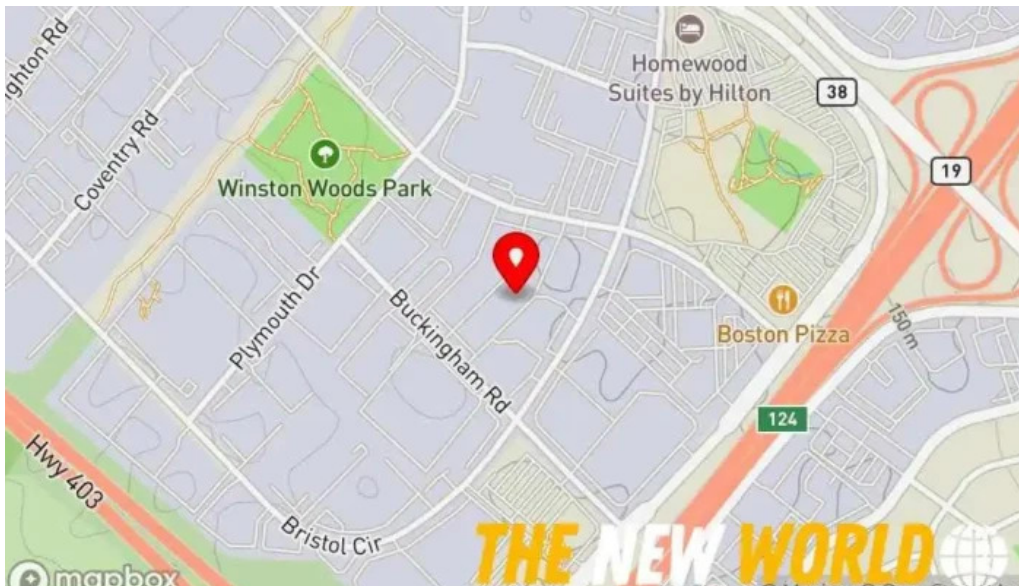 ghton Rd
Coventry Rd
Winston Woods Park
Homewood
Suites by Hilton
38
19
Plymouth Dr
Buckingham Rd
Boston Pizza
150 m
124
Hwy 403
Bristol Cir
THE NEW WORLD
mapbox